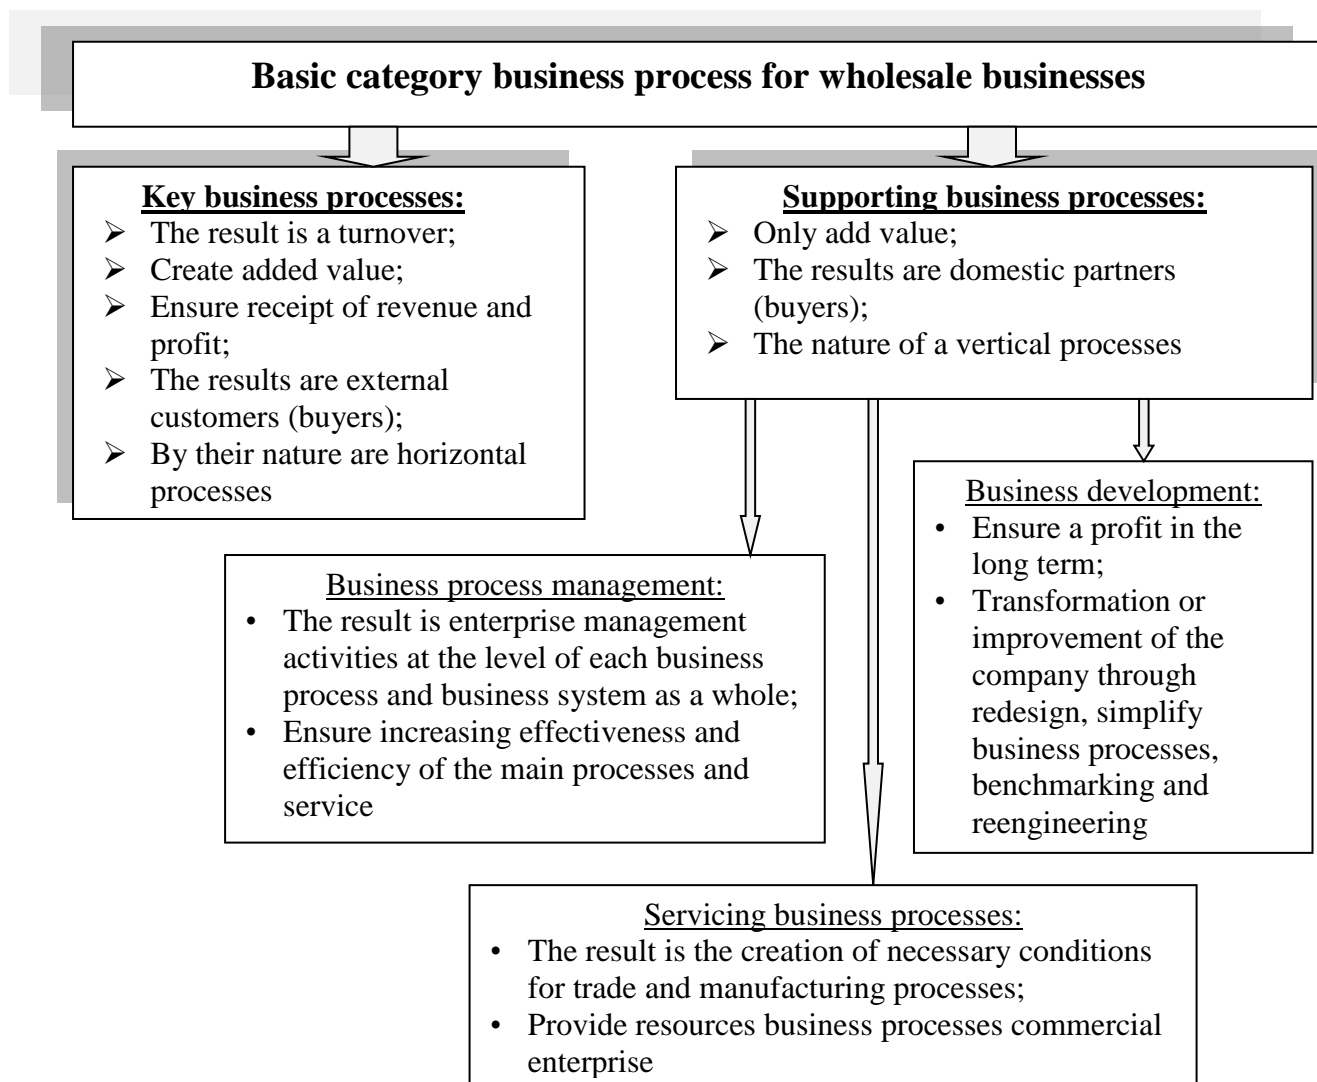 Basic category business process for wholesale businesses
Key business processes:
➢ The result is a turnover;
➢ Create added value;
➢ Ensure receipt of revenue and
profit;
➢ The results are external
customers (buyers);
➢ By their nature are horizontal
processes
Supporting business processes:
➢ Only add value;
➢ The results are domestic partners
(buyers);
➢ The nature of a vertical processes
Business process management:
• The result is enterprise management
activities at the level of each business
process and business system as a whole;
• Ensure increasing effectiveness and
efficiency of the main processes and
service
Business development:
• Ensure a profit in the
long term;
• Transformation or
improvement of the
company through
redesign, simplify
business processes,
benchmarking and
reengineering
Servicing business processes:
• The result is the creation of necessary conditions
for trade and manufacturing processes;
• Provide resources business processes commercial
enterprise